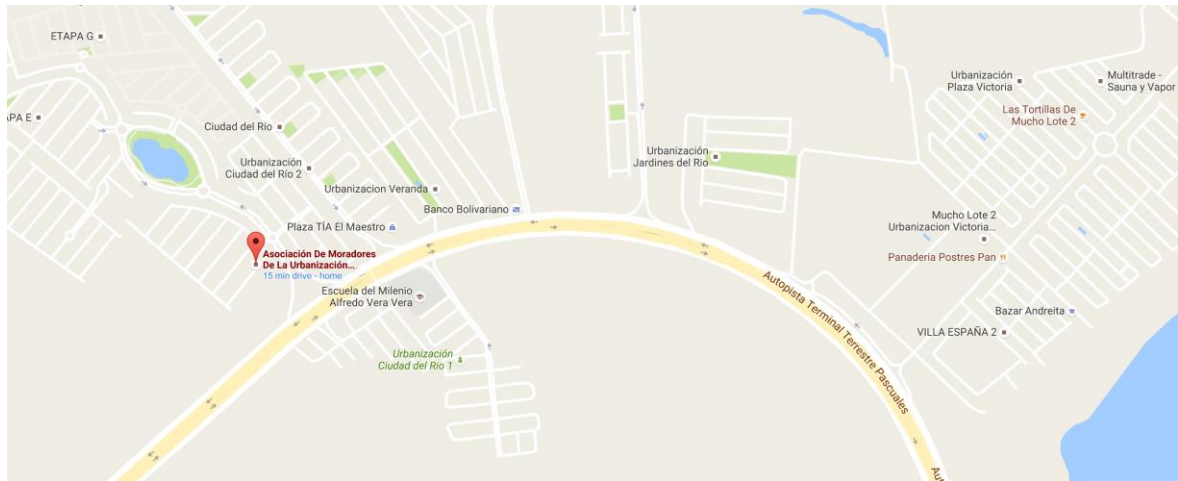 ETAPA G
APA E
Ciudad del Río
Urbanización
Ciudad del Río 2
Urbanizacion Veranda
Plaza TÍA El Maestro
Banco Bolivariano
Asociación De Moradores
De La Urbanización...
15 min drive - home
Escuela del Milenio
Alfredo Vera Vera
Urbanización
Ciudad del Rio 1
Urbanización
Jardines del Rio
Urbanización
Plaza Victoria
Multitrade -
Sauna y Vapor
Las Tortillas De
Mucho Lote 2
Mucho Lote 2
Urbanizacion Victoria...
Panaderia Postres Pan
Bazar Andreita
VILLA ESPAÑA 2
Autopista Terminal Terrestre Pascuales
Au